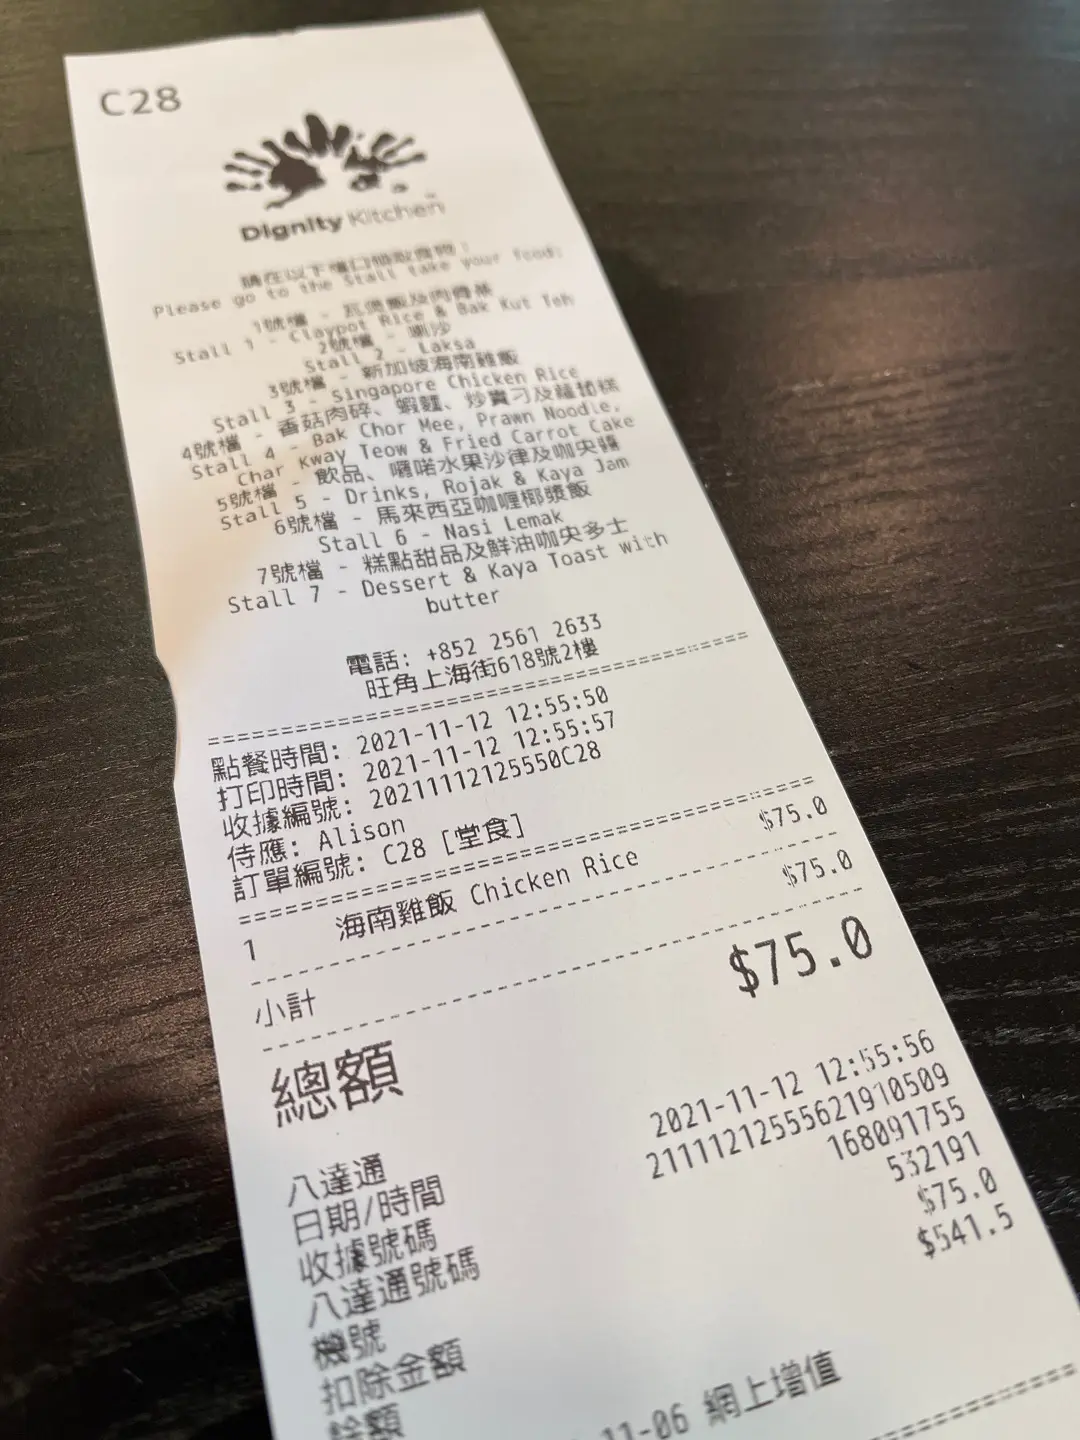 C28
Dignity Kitchen
請在以下檔口領取食物：
Please go to the Stall take your food:
1號檔 - 瓦煲飯及肉骨茶
Stall 1 - Claypot Rice & Bak Kut Teh
2號檔 - 喇沙
Stall 2 - Laksa
3號檔 - 新加坡海南雞飯
Stall 3 - Singapore Chicken Rice
4號檔 - 香菇肉碎、蝦麵、炒貴刁及蘿蔔糕
Stall 4 - Bak Chor Mee, Prawn Noodle,
Char Kway Teow & Fried Carrot Cake
5號檔 - 飲品、囉喏水果沙律及咖央醬
Stall 5 - Drinks, Rojak & Kaya Jam
6號檔 - 馬來西亞咖喱椰漿飯
Stall 6 - Nasi Lemak
7號檔 - 糕點甜品及鮮油咖央多士
Stall 7 - Dessert & Kaya Toast with
butter
電話: +852 2561 2633
旺角上海街618號2樓
點餐時間: 2021-11-12 12:55:50
打印時間: 2021-11-12 12:55:57
收據編號: 20211112125550C28
侍應: Alison
訂單編號: C28 [堂食]
1 海南雞飯 Chicken Rice $75.0
小計 $75.0
總額 $75.0
八達通
日期/時間 2021-11-12 12:55:56
收據號碼 21111212555621910509
八達通號碼 168091755
機號 532191
扣除金額 $75.0
餘額 $541.5
11-06 網上增值